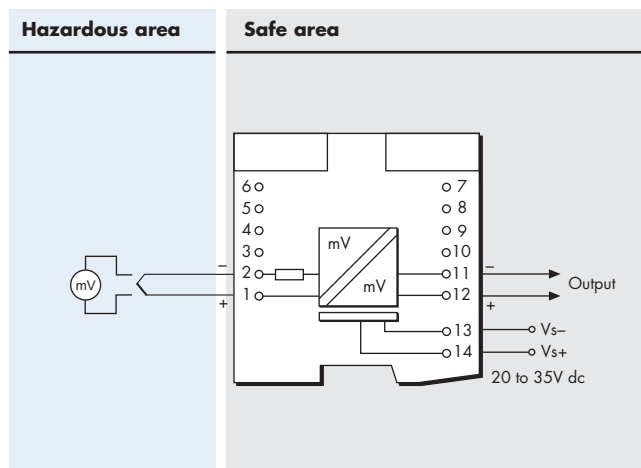 Hazardous area
Safe area
6
7
5
8
4
mV
9
3
10
–
2
11
–
mV
mV
Output
1
12
+
+
13
Vs–
14
Vs+
20 to 35V dc